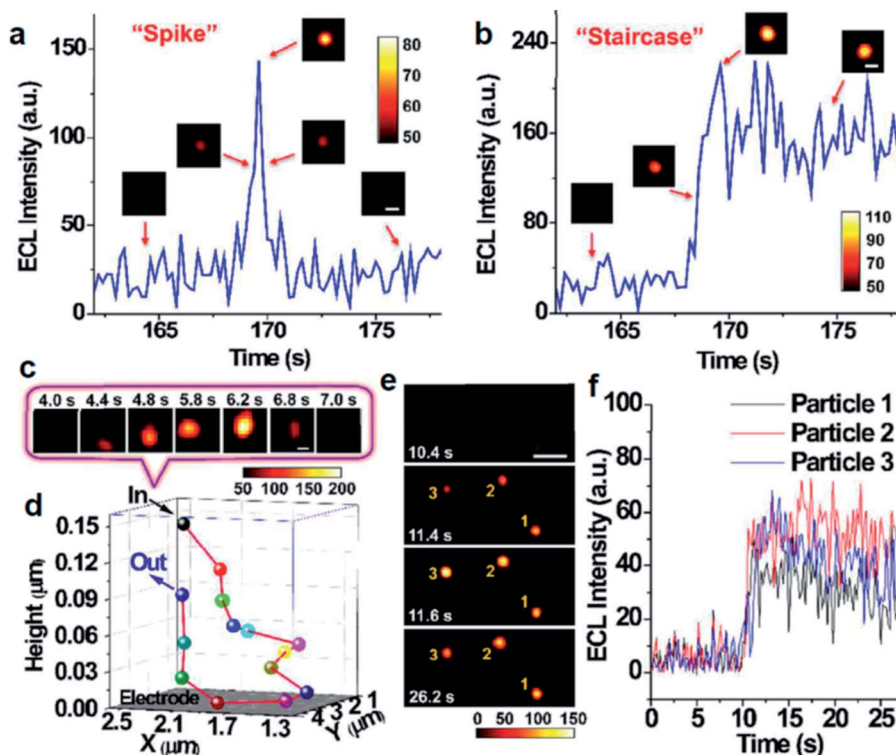 a
"Spike"
150
100
50
0
ECL Intensity (a.u.)
80
70
60
50
165
170
175
Time (s)
b
"Staircase"
240
160
80
0
ECL Intensity (a.u.)
110
90
70
50
165
170
175
Time (s)
c
4.0 s 4.4 s 4.8 s 5.8 s 6.2 s 6.8 s 7.0 s
50 100 150 200
d
In
Out
0.15
0.12
0.09
0.06
0.03
0.00
Height (μm)
Electrode
2.5 2.1 1.7 1.3
X (μm)
4 3 2 1
Y (μm)
e
10.4 s
3 2 1
11.4 s
3 2 1
11.6 s
3 2 1
26.2 s
0 50 100 150
f
Particle 1
Particle 2
Particle 3
100
80
60
40
20
0
ECL Intensity (a.u.)
0 5 10 15 20 25
Time (s)